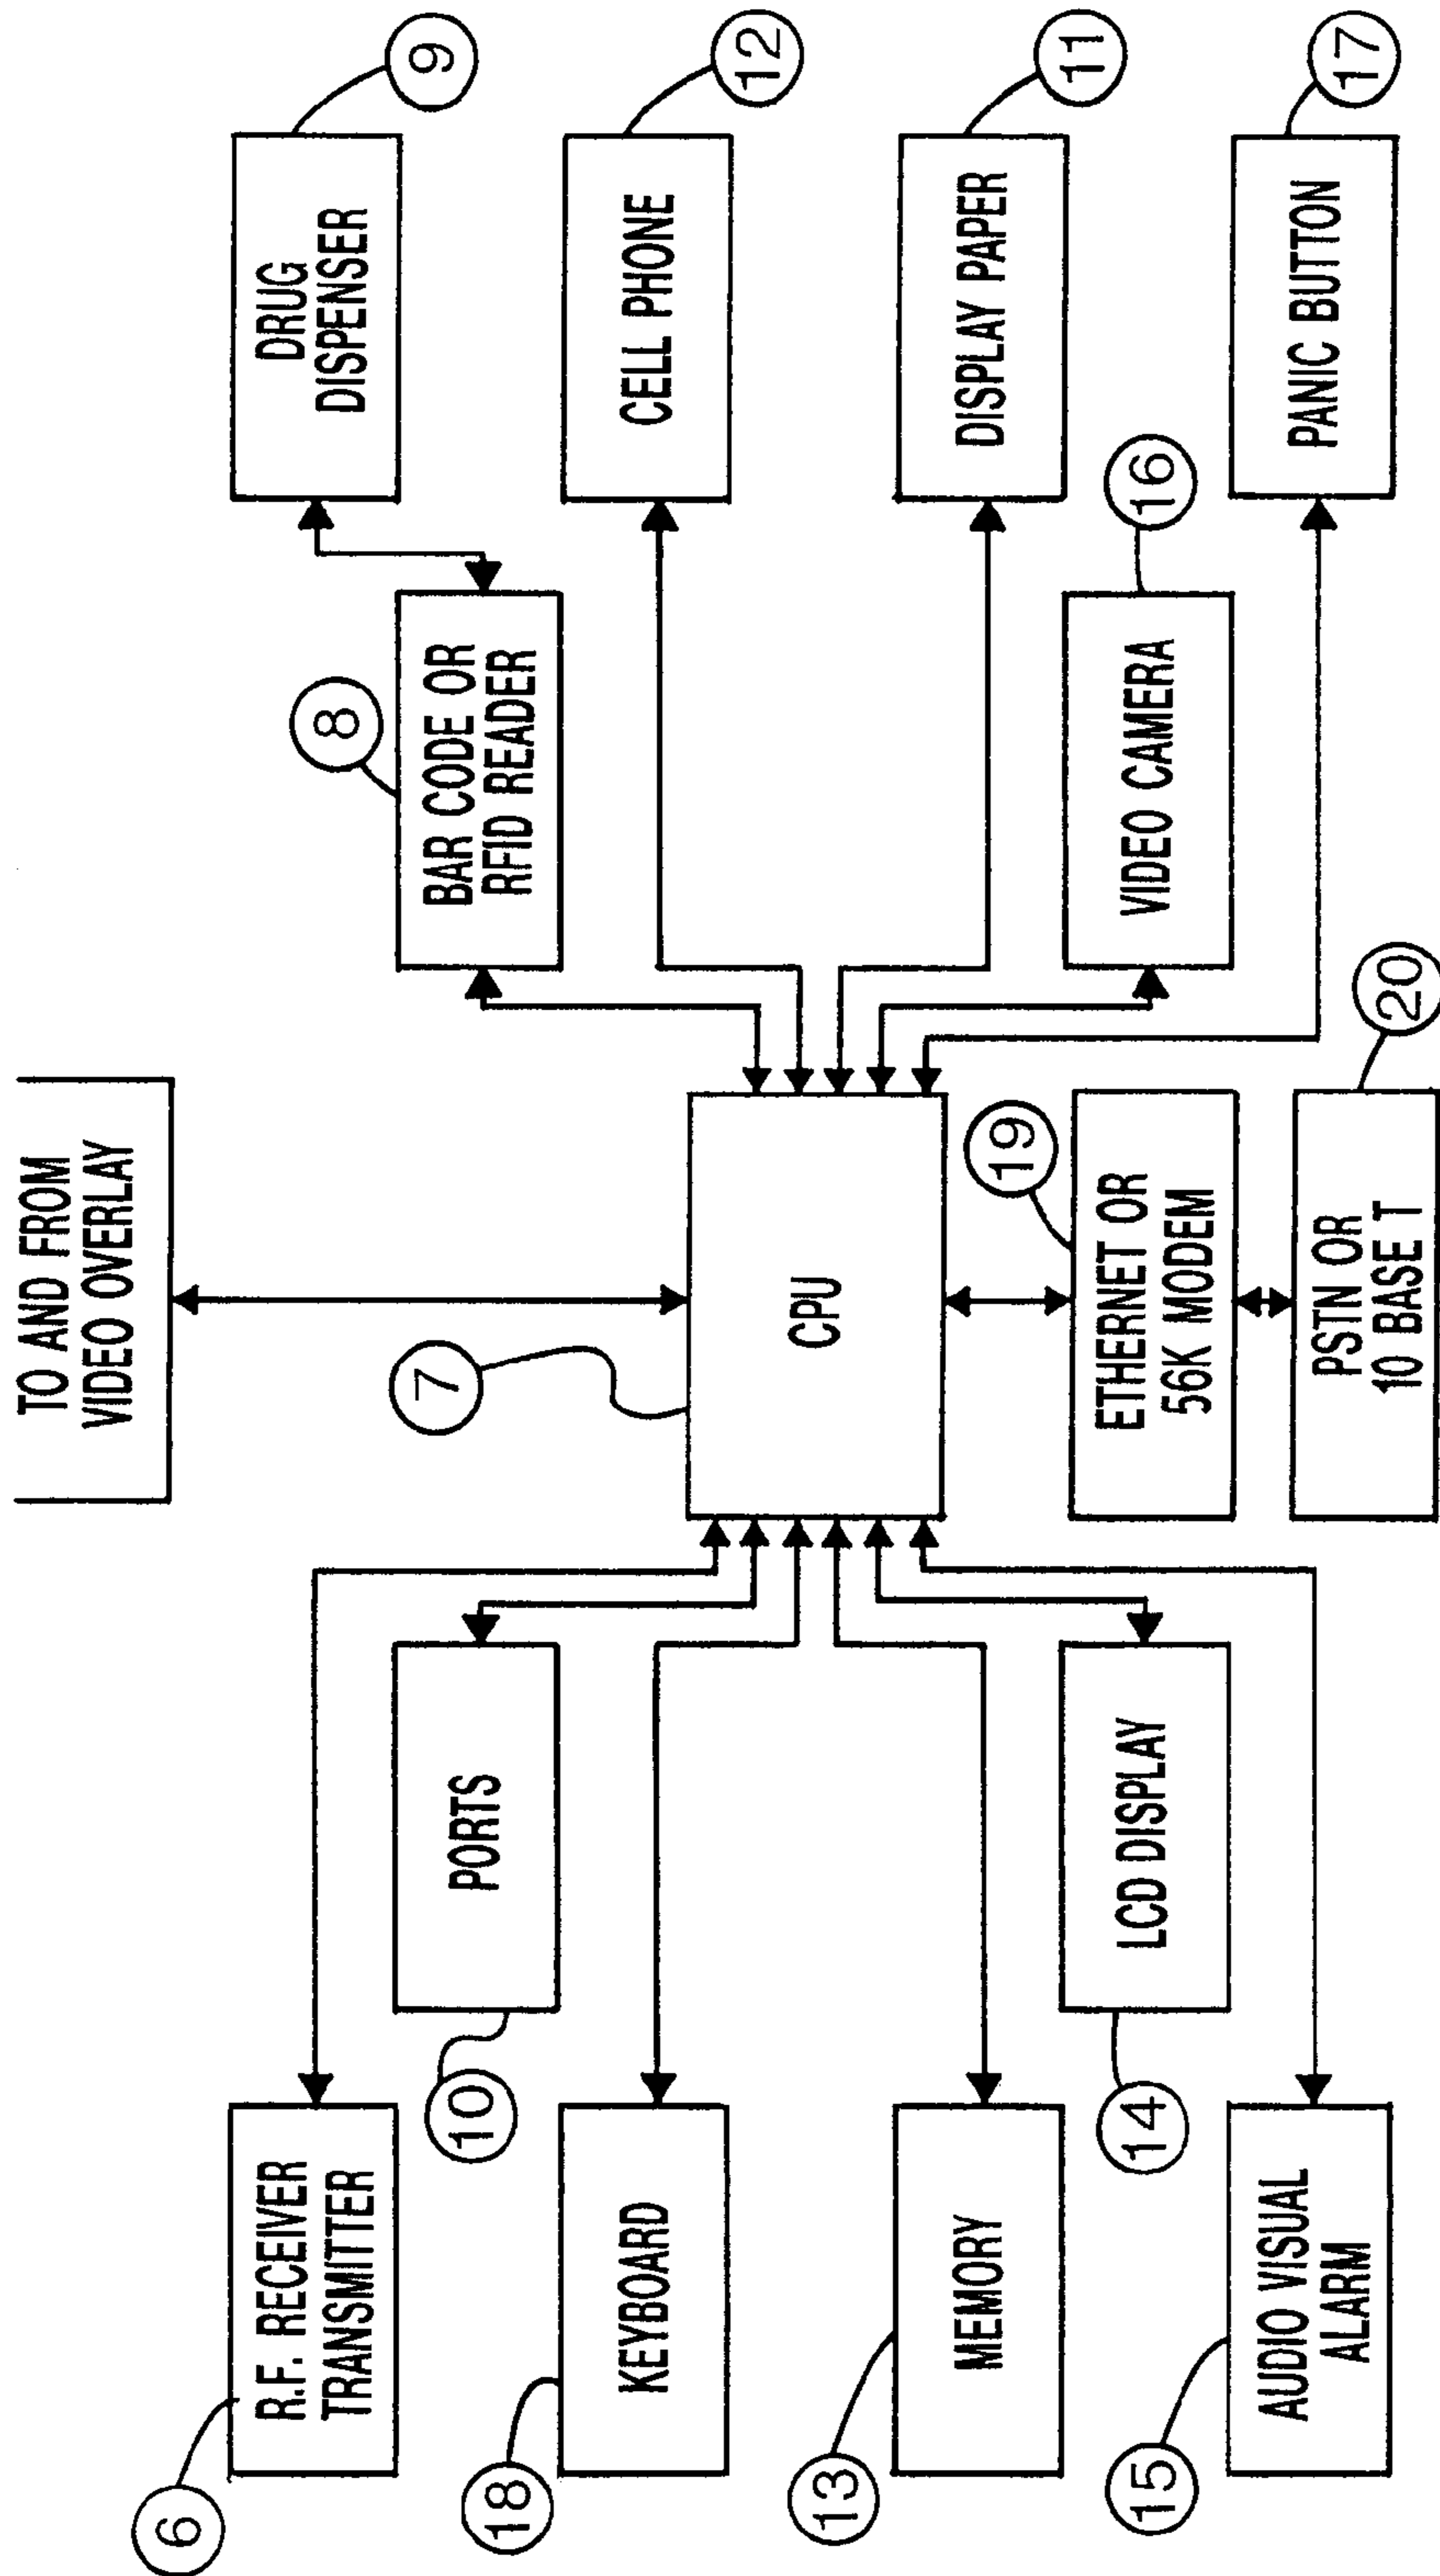 TO AND FROM
VIDEO OVERLAY
6
R.F. RECEIVER
TRANSMITTER
10
PORTS
18
KEYBOARD
13
MEMORY
14
LCD DISPLAY
15
AUDIO VISUAL
ALARM
7
CPU
19
ETHERNET OR
56K MODEM
20
PSTN OR
10 BASE T
8
BAR CODE OR
RFID READER
9
DRUG
DISPENSER
12
CELL PHONE
11
DISPLAY PAPER
16
VIDEO CAMERA
17
PANIC BUTTON